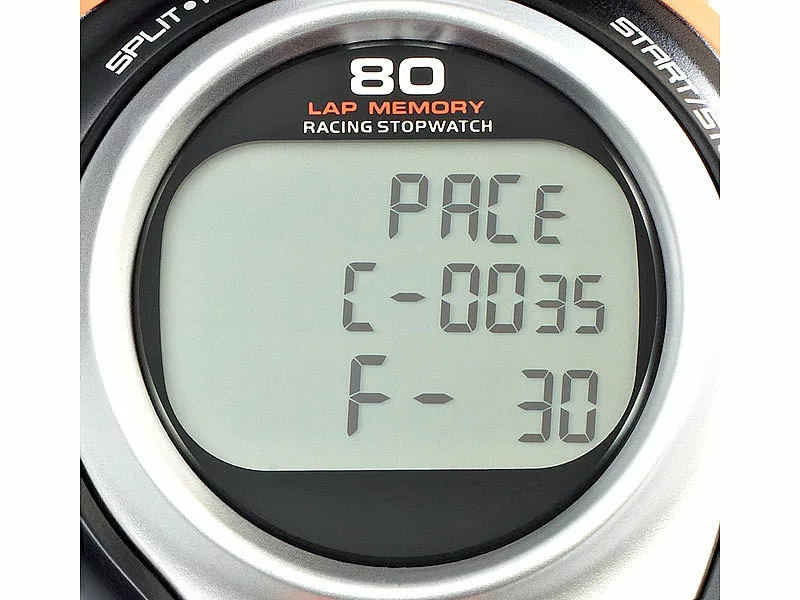 SPLIT•
START/ST
80
LAP MEMORY
RACING STOPWATCH
PACE
C-0035
F- 30